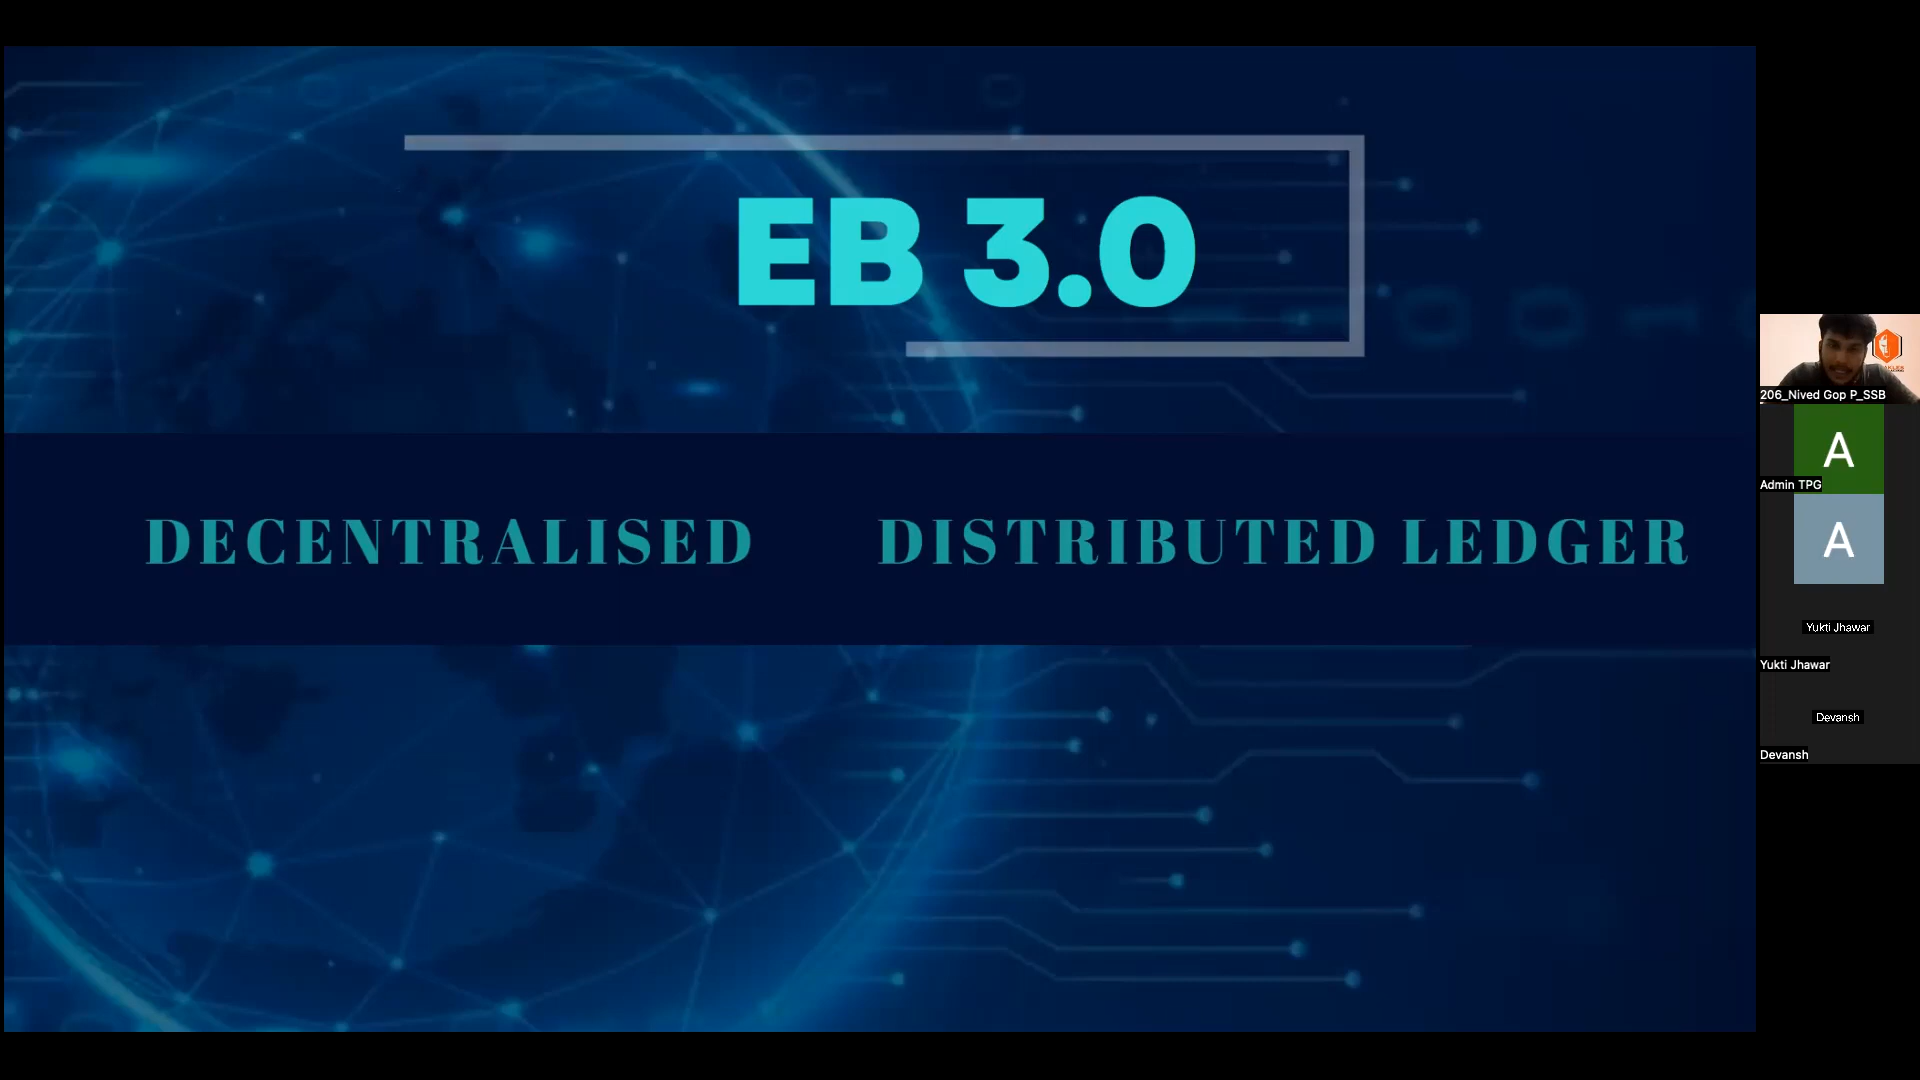 EB 3.0
DECENTRALISED DISTRIBUTED LEDGER
206_Nived Gop P_SSB
A
Admin TPG
A
Yukti Jhawar
Yukti Jhawar
Devansh
Devansh